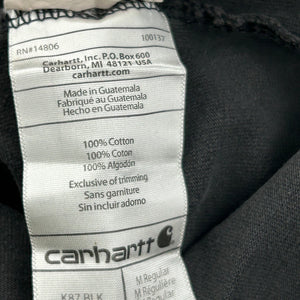 RN#14806 100137
Carhartt, Inc. P.O. Box 600
Dearborn, MI 48121-USA
carhartt.com
Made in Guatemala
Fabriqué au Guatemala
Hecho en Guatemala
100% Cotton
100% Coton
100% Algodón
Exclusive of trimming
Sans garniture
Sin incluir adorno
carhartt
K87 BLK
M Regular
M Régulière